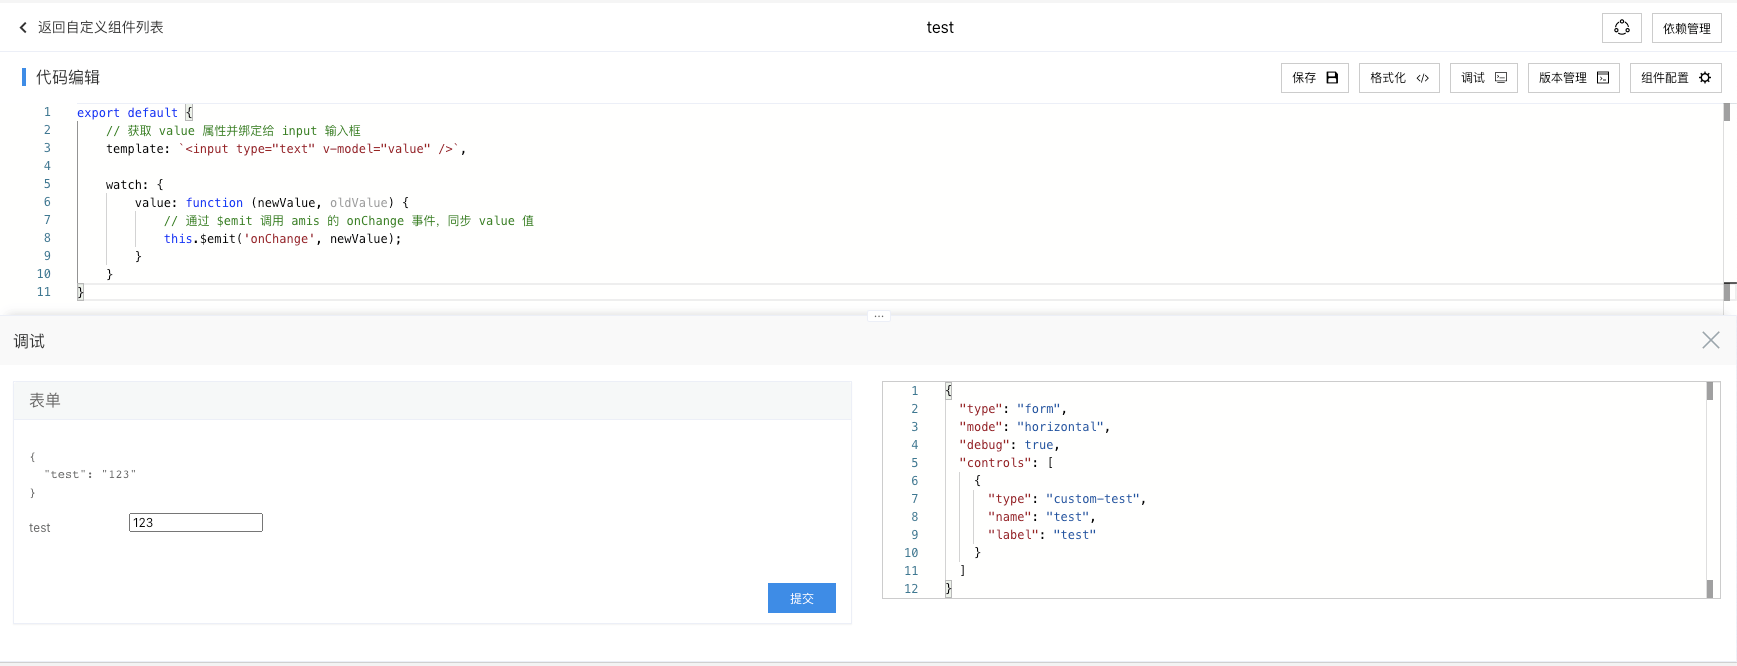 返回自定义组件列表
test
依赖管理
代码编辑
保存
格式化 </>
调试
版本管理
组件配置
1 export default {
2 // 获取 value 属性并绑定给 input 输入框
3 template: `<input type="text" v-model="value" />`,
4
5 watch: {
6 value: function (newValue, oldValue) {
7 // 通过 $emit 调用 amis 的 onChange 事件, 同步 value 值
8 this.$emit('onChange', newValue);
9 }
10 }
11 }
...
调试
表单
{
"test": "123"
}
test 123
提交
1 {
2 "type": "form",
3 "mode": "horizontal",
4 "debug": true,
5 "controls": [
6 {
7 "type": "custom-test",
8 "name": "test",
9 "label": "test"
10 }
11 ]
12 }